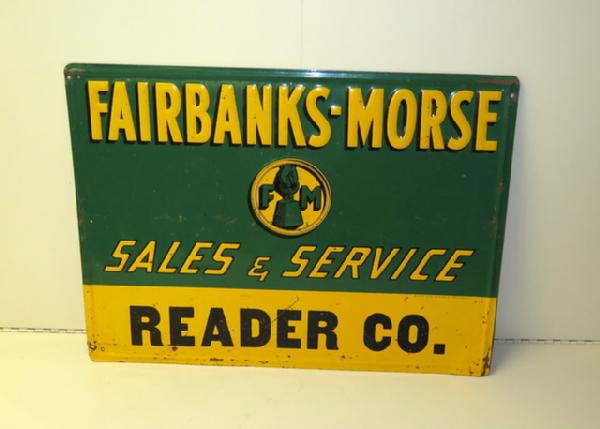 FAIRBANKS-MORSE
F M
SALES & SERVICE
READER CO.